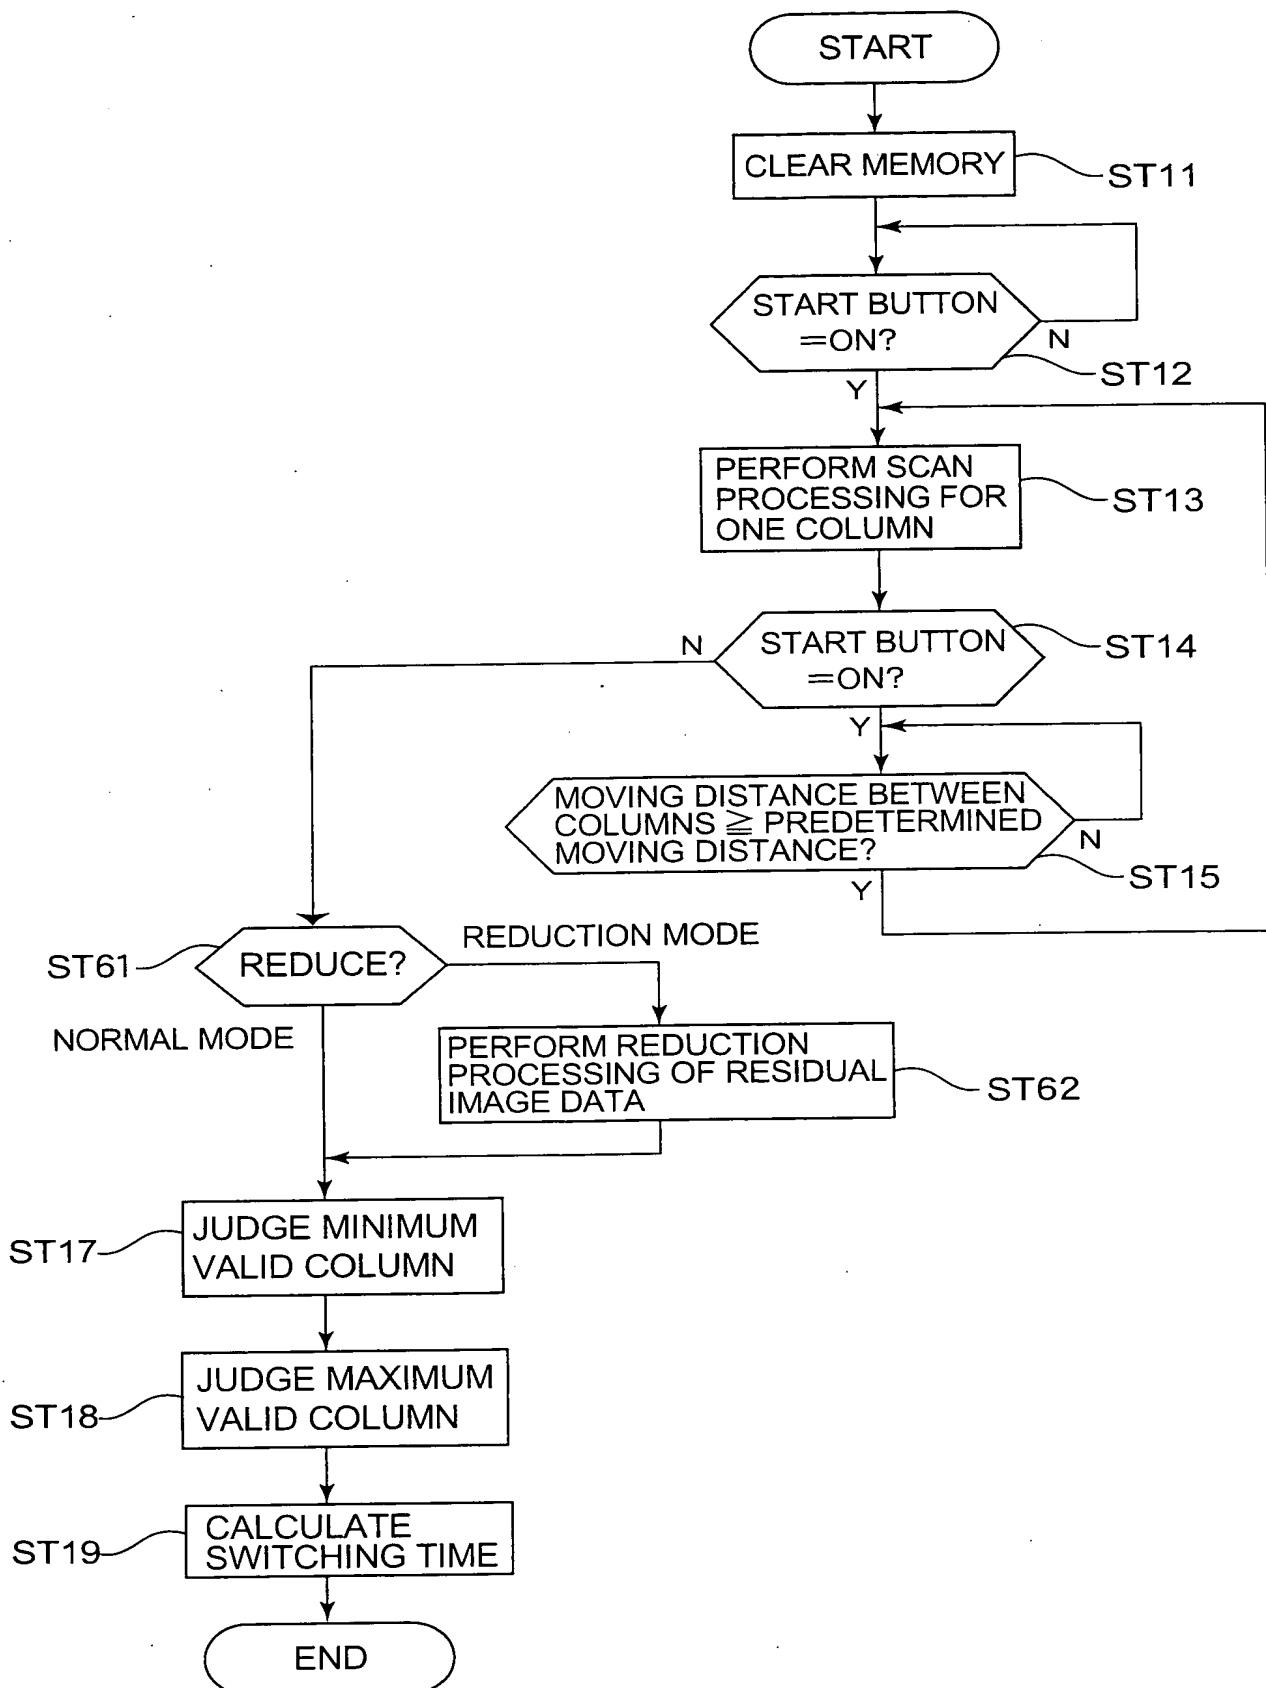 START
CLEAR MEMORY
ST11
START BUTTON
=ON?
N
ST12
Y
PERFORM SCAN
PROCESSING FOR
ONE COLUMN
ST13
START BUTTON
=ON?
ST14
N
Y
MOVING DISTANCE BETWEEN
COLUMNS ≧ PREDETERMINED
MOVING DISTANCE?
N
ST15
Y
REDUCE?
ST61
REDUCTION MODE
NORMAL MODE
PERFORM REDUCTION
PROCESSING OF RESIDUAL
IMAGE DATA
ST62
JUDGE MINIMUM
VALID COLUMN
ST17
JUDGE MAXIMUM
VALID COLUMN
ST18
CALCULATE
SWITCHING TIME
ST19
END